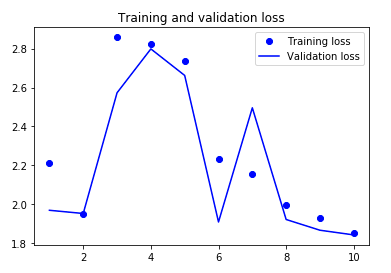 Training and validation loss
Training loss
Validation loss
2.8
2.6
2.4
2.2
2.0
1.8
2 4 6 8 10